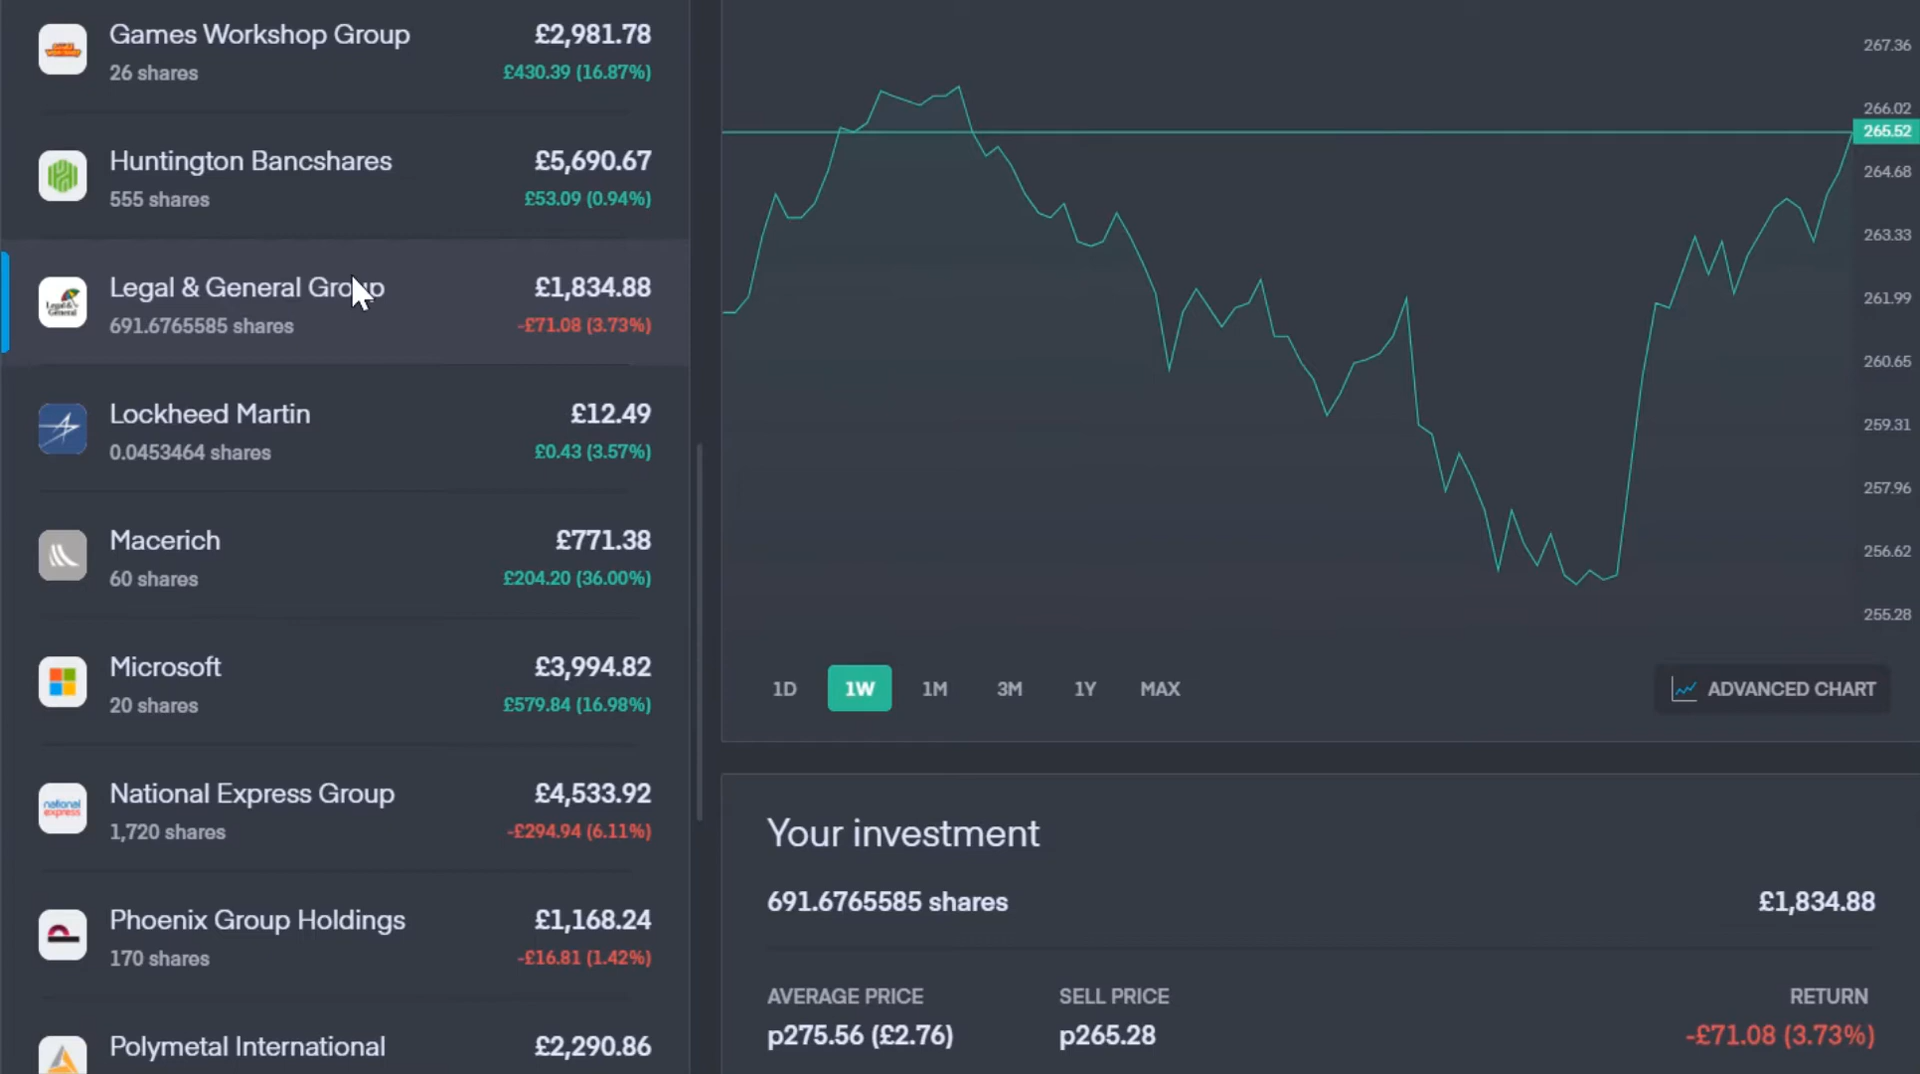 Games Workshop Group
£2,981.78
26 shares
£430.39 (16.87%)
Huntington Bancshares
£5,690.67
555 shares
£53.09 (0.94%)
Legal & General Group
£1,834.88
691.6765585 shares
-£71.08 (3.73%)
Legal &
General
Lockheed Martin
£12.49
0.0453464 shares
£0.43 (3.57%)
Macerich
£771.38
60 shares
£204.20 (36.00%)
Microsoft
£3,994.82
20 shares
£579.84 (16.98%)
National Express Group
£4,533.92
1,720 shares
-£294.94 (6.11%)
national
express
Phoenix Group Holdings
£1,168.24
170 shares
-£16.81 (1.42%)
Polymetal International
£2,290.86
267.36
266.02
265.52
264.68
263.33
261.99
260.65
259.31
257.96
256.62
255.28
1D 1W 1M 3M 1Y MAX
ADVANCED CHART
Your investment
691.6765585 shares
£1,834.88
AVERAGE PRICE SELL PRICE RETURN
p275.56 (£2.76) p265.28 -£71.08 (3.73%)